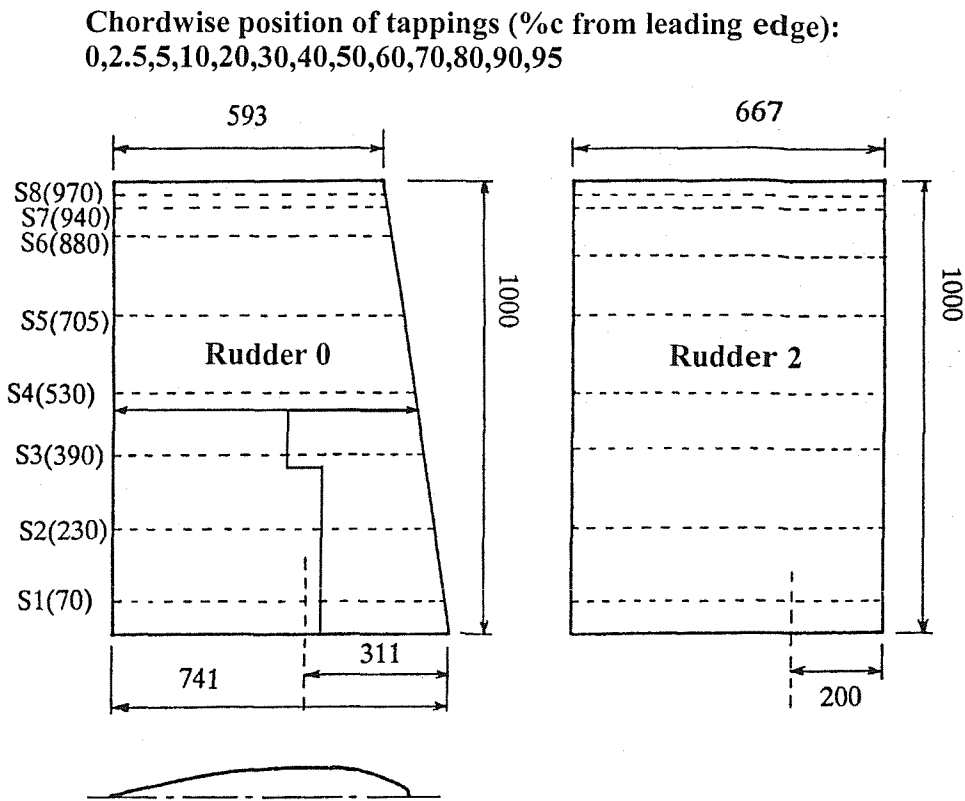 Chordwise position of tappings (%c from leading edge):
0,2.5,5,10,20,30,40,50,60,70,80,90,95
593
667
S8(970)
S7(940)
S6(880)
1000
1000
S5(705)
Rudder 0
Rudder 2
S4(530)
S3(390)
S2(230)
S1(70)
311
741
200